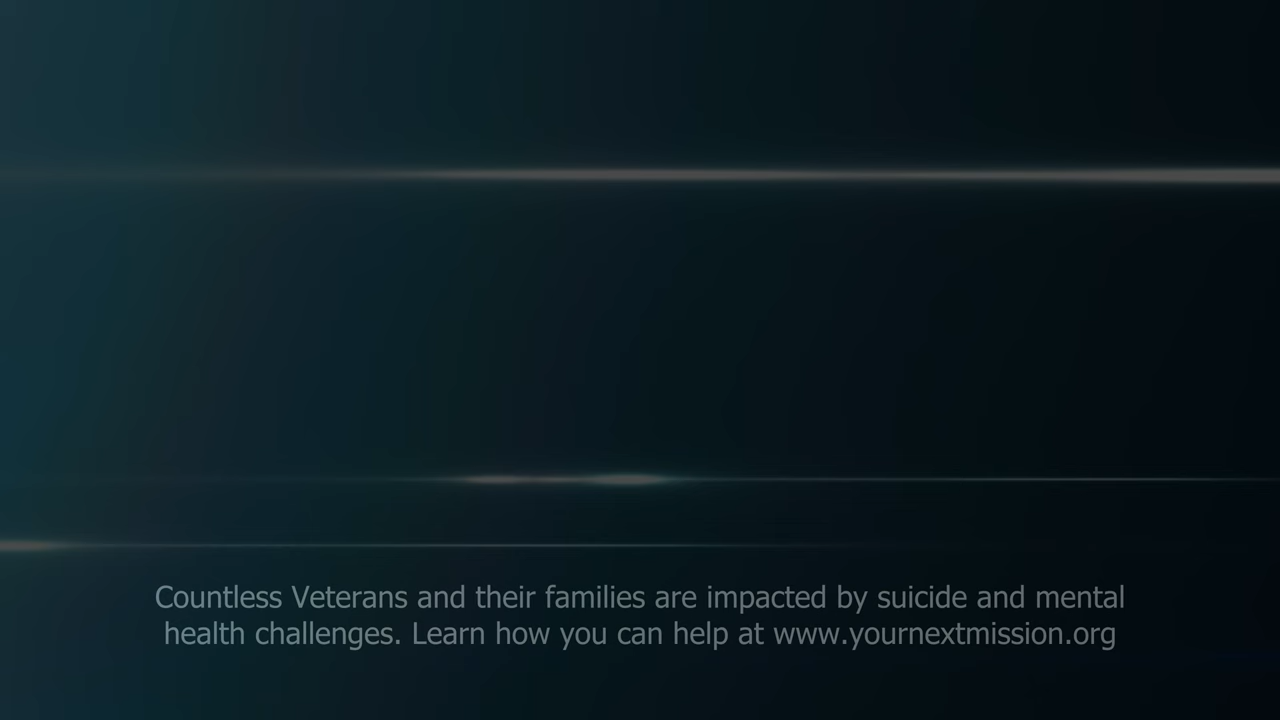 Countless Veterans and their families are impacted by suicide and mental
health challenges. Learn how you can help at www.yournextmission.org